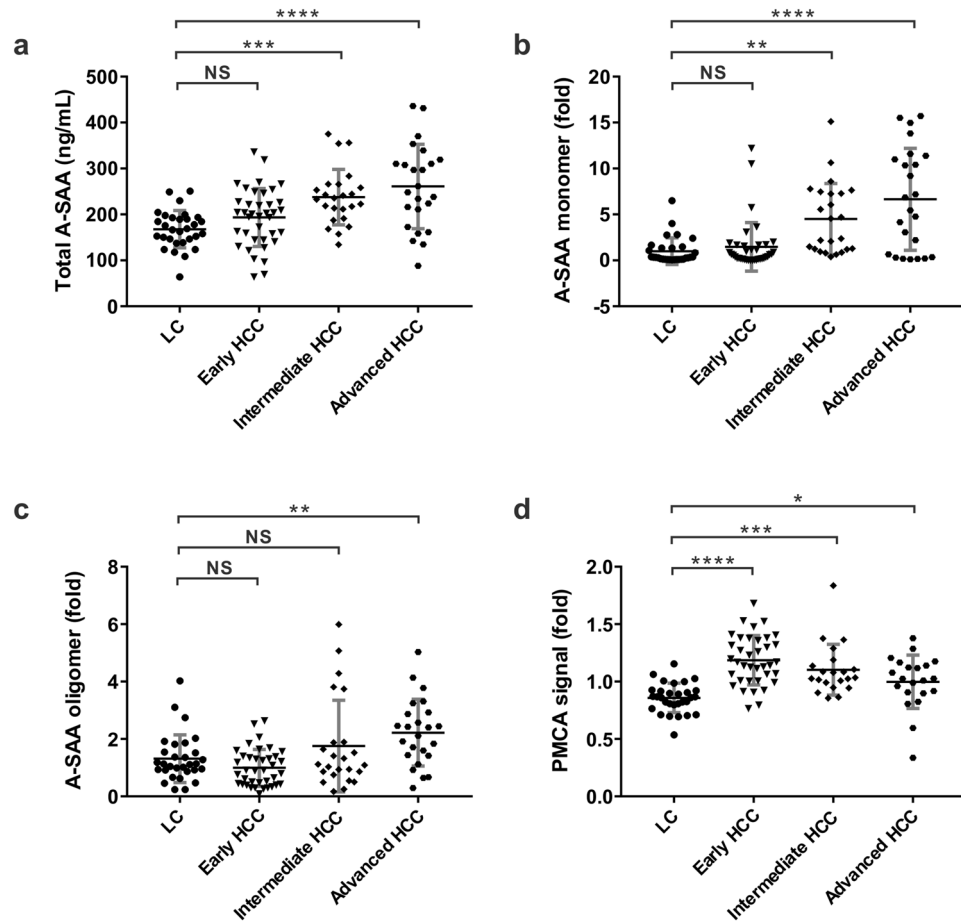 a
****
***
NS
Total A-SAA (ng/mL)
500
400
300
200
100
0
LC
Early HCC
Intermediate HCC
Advanced HCC
b
****
**
NS
A-SAA monomer (fold)
20
15
10
5
0
-5
LC
Early HCC
Intermediate HCC
Advanced HCC
c
**
NS
NS
A-SAA oligomer (fold)
8
6
4
2
0
LC
Early HCC
Intermediate HCC
Advanced HCC
d
*
***
****
PMCA signal (fold)
2.0
1.5
1.0
0.5
0.0
LC
Early HCC
Intermediate HCC
Advanced HCC